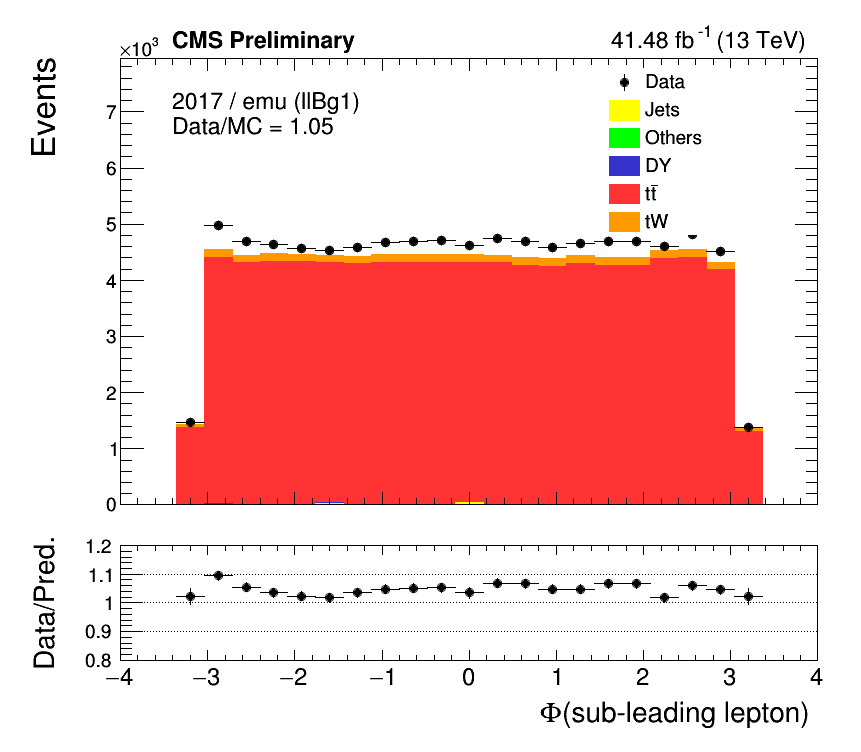 ×10³ CMS Preliminary 41.48 fb⁻¹ (13 TeV)
Events
2017 / emu (llBg1)
Data/MC = 1.05
Data
Jets
Others
DY
tt̄
tW
7
6
5
4
3
2
1
0
Data/Pred.
1.2
1.1
1
0.9
0.8
−4 −3 −2 −1 0 1 2 3 4
Φ(sub-leading lepton)